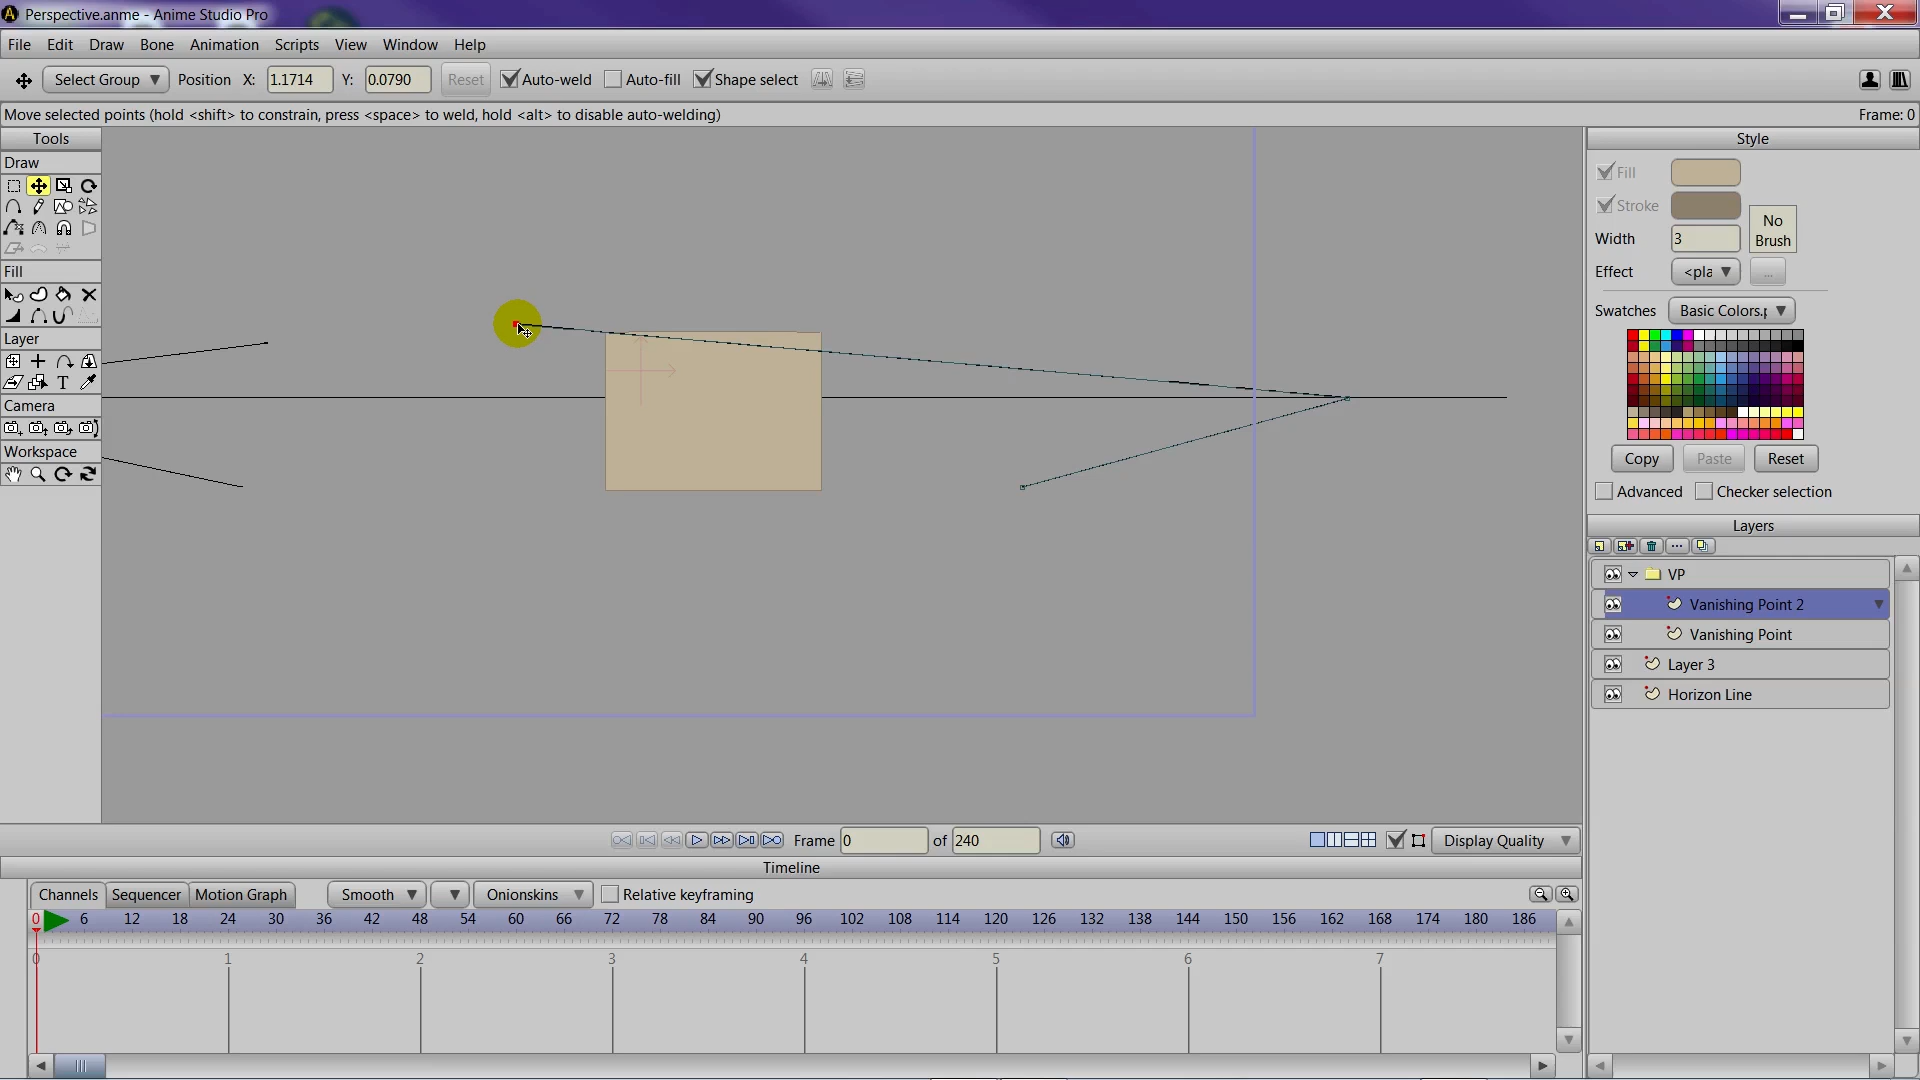 Perspective.anme - Anime Studio Pro
File Edit Draw Bone Animation Scripts View Window Help
Select Group Position X: 1.1714 Y: 0.0790 Reset Auto-weld Auto-fill Shape select
Move selected points (hold <shift> to constrain, press <space> to weld, hold <alt> to disable auto-welding) Frame: 0
Tools
Draw
Fill
Layer
T
Camera
Workspace
Style
Fill
Stroke
No Brush
Width 3
Effect <pla ...
Swatches Basic Colors.p
Copy Paste Reset
Advanced Checker selection
Layers
VP
Vanishing Point 2
Vanishing Point
Layer 3
Horizon Line
Frame 0 of 240 Display Quality
Timeline
Channels Sequencer Motion Graph Smooth Onionskins Relative keyframing
0 6 12 18 24 30 36 42 48 54 60 66 72 78 84 90 96 102 108 114 120 126 132 138 144 150 156 162 168 174 180 186
0 1 2 3 4 5 6 7